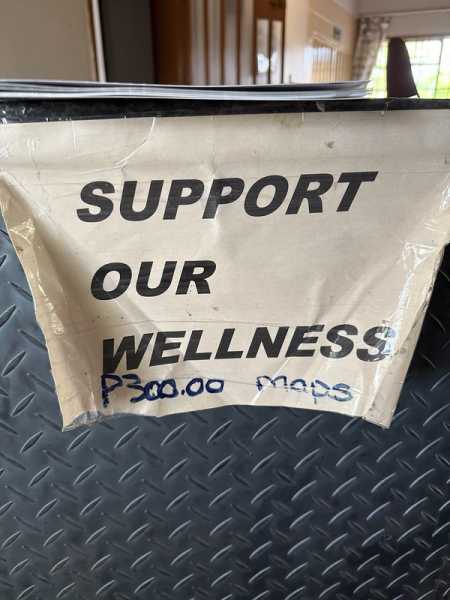 SUPPORT
OUR
WELLNESS
P300.00 maps